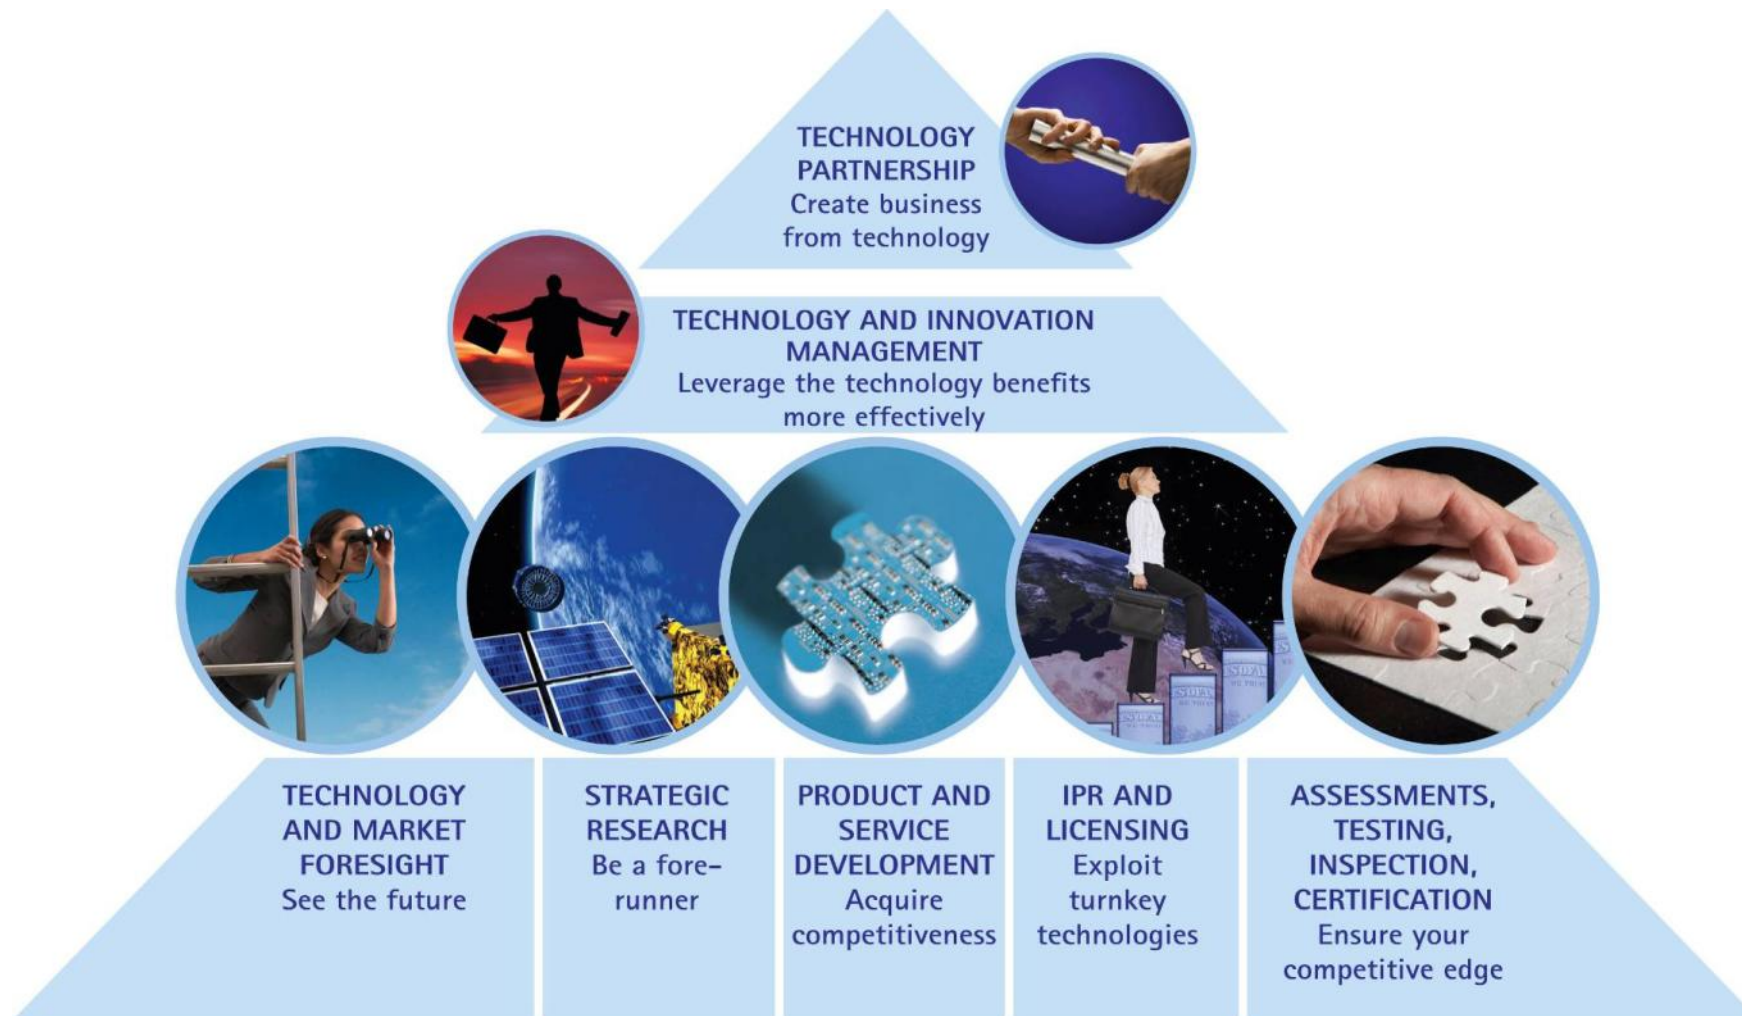 TECHNOLOGY
PARTNERSHIP
Create business
from technology
TECHNOLOGY AND INNOVATION
MANAGEMENT
Leverage the technology benefits
more effectively
TECHNOLOGY
AND MARKET
FORESIGHT
See the future
STRATEGIC
RESEARCH
Be a fore-
runner
PRODUCT AND
SERVICE
DEVELOPMENT
Acquire
competitiveness
IPR AND
LICENSING
Exploit
turnkey
technologies
ASSESSMENTS,
TESTING,
INSPECTION,
CERTIFICATION
Ensure your
competitive edge